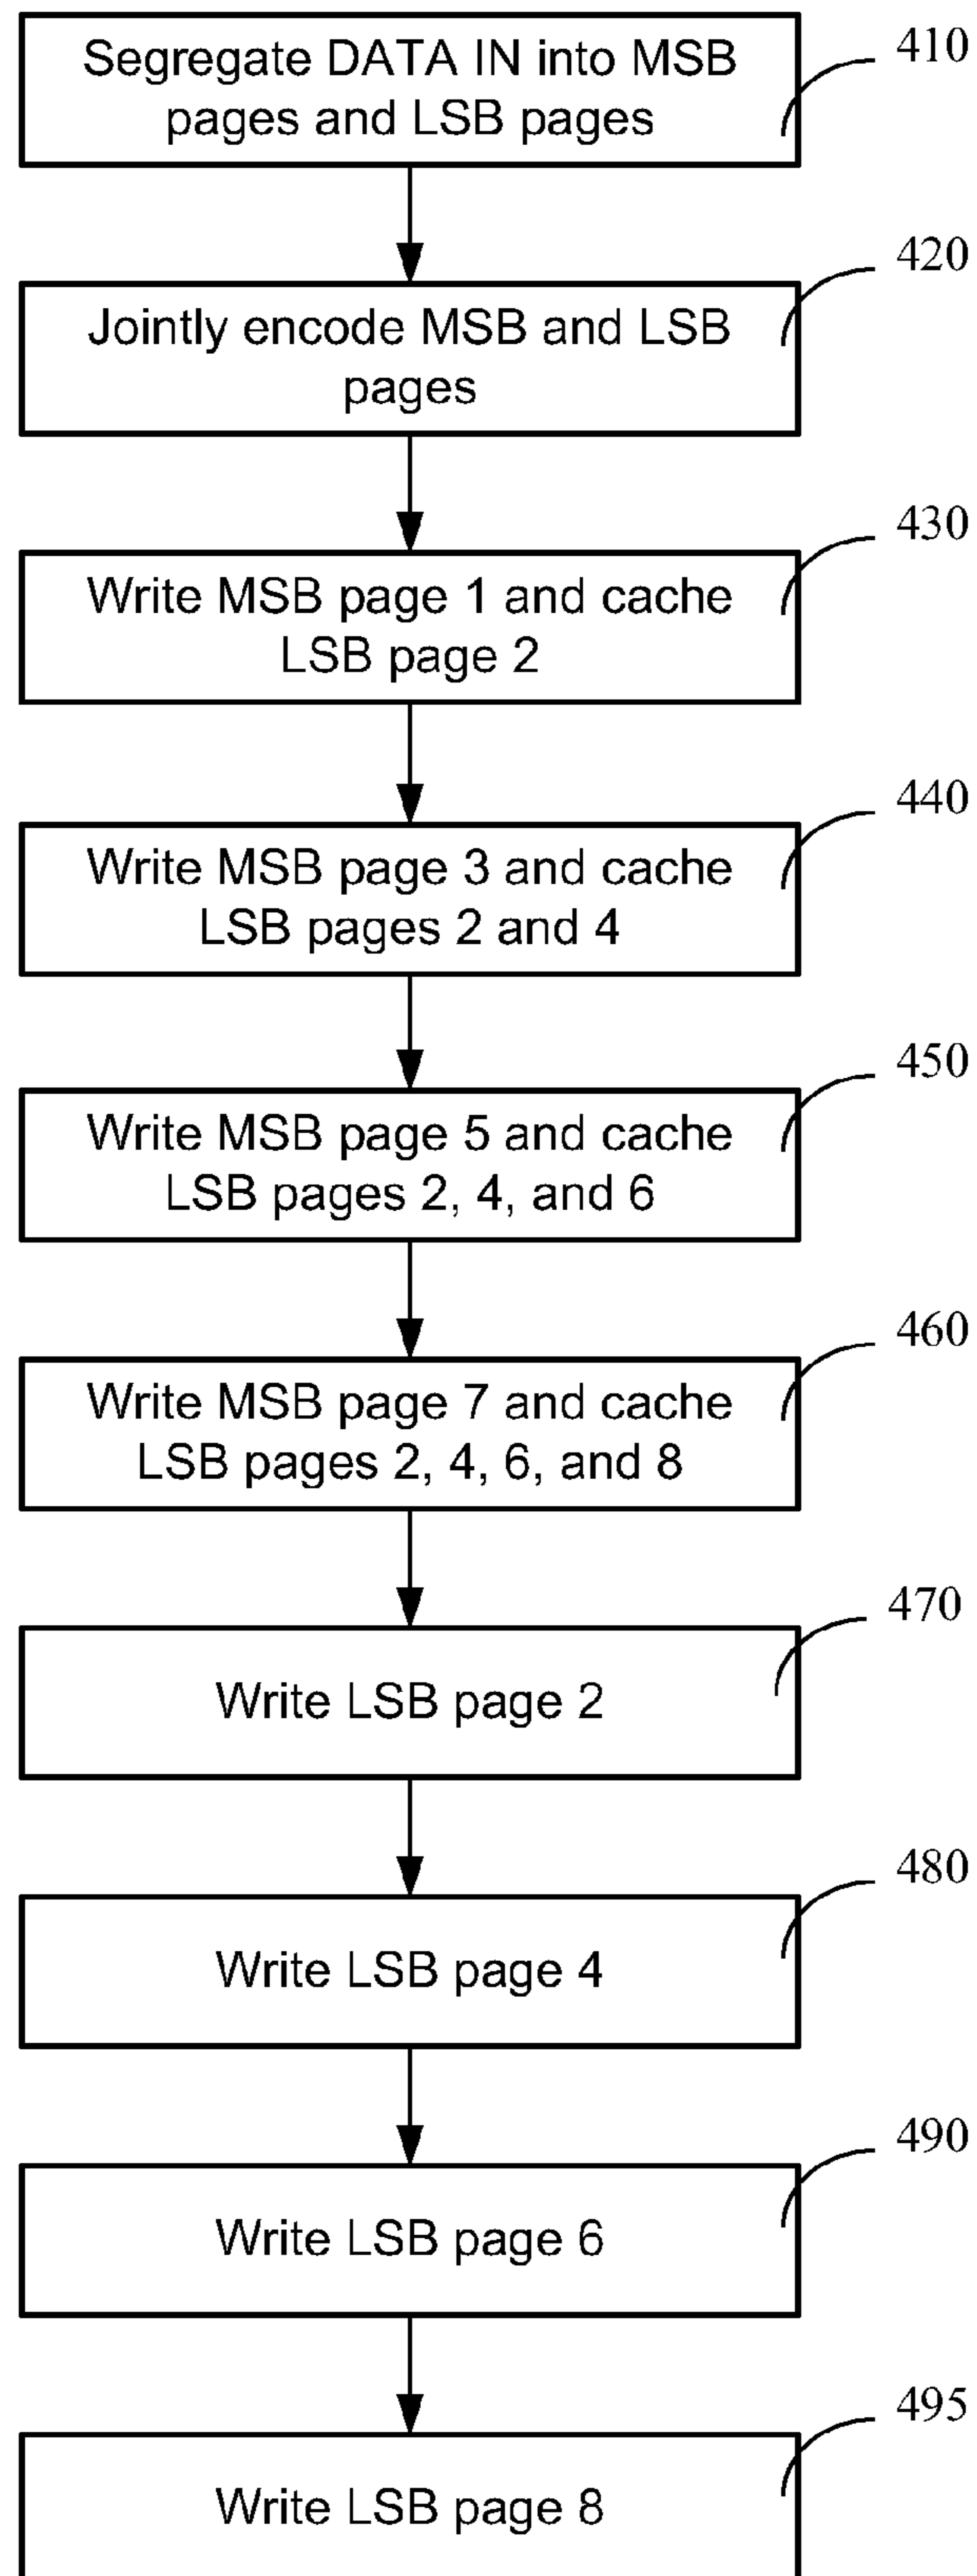 Segregate DATA IN into MSB
pages and LSB pages
410
Jointly encode MSB and LSB
pages
420
Write MSB page 1 and cache
LSB page 2
430
Write MSB page 3 and cache
LSB pages 2 and 4
440
Write MSB page 5 and cache
LSB pages 2, 4, and 6
450
Write MSB page 7 and cache
LSB pages 2, 4, 6, and 8
460
Write LSB page 2
470
Write LSB page 4
480
Write LSB page 6
490
Write LSB page 8
495